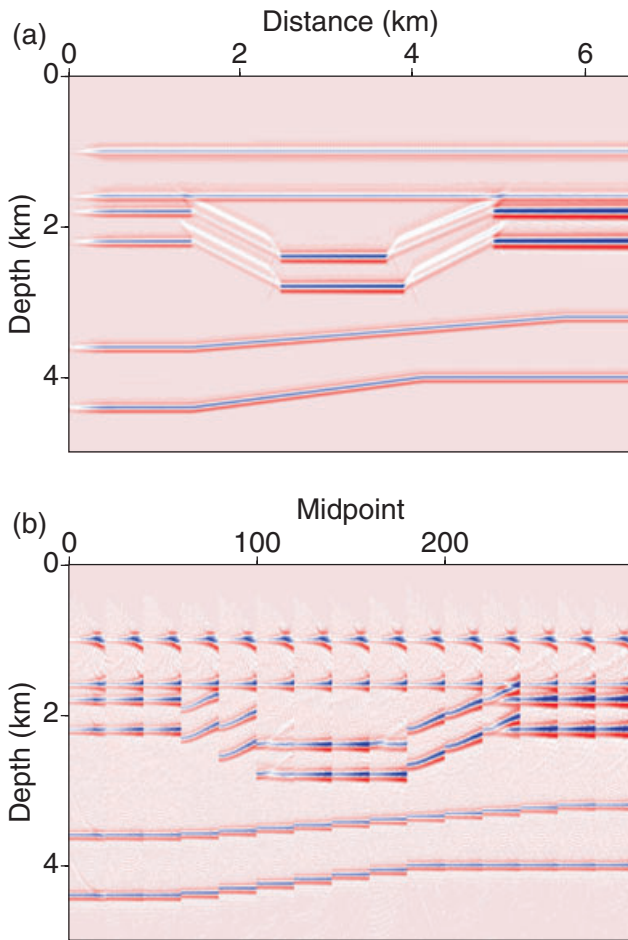 Distance (km)
(a)
0 2 4 6
0
2
4
Depth (km)
Midpoint
(b)
0 100 200
0
2
4
Depth (km)